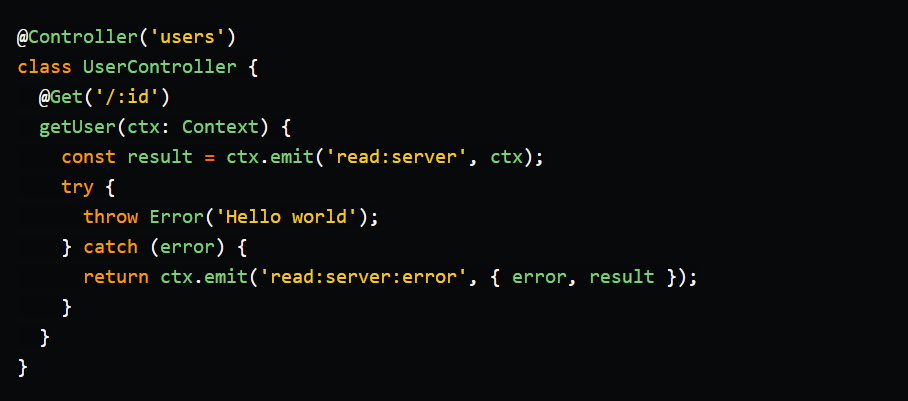 @Controller('users')
class UserController {
  @Get('/:id')
  getUser(ctx: Context) {
    const result = ctx.emit('read:server', ctx);
    try {
      throw Error('Hello world');
    } catch (error) {
      return ctx.emit('read:server:error', { error, result });
    }
  }
}